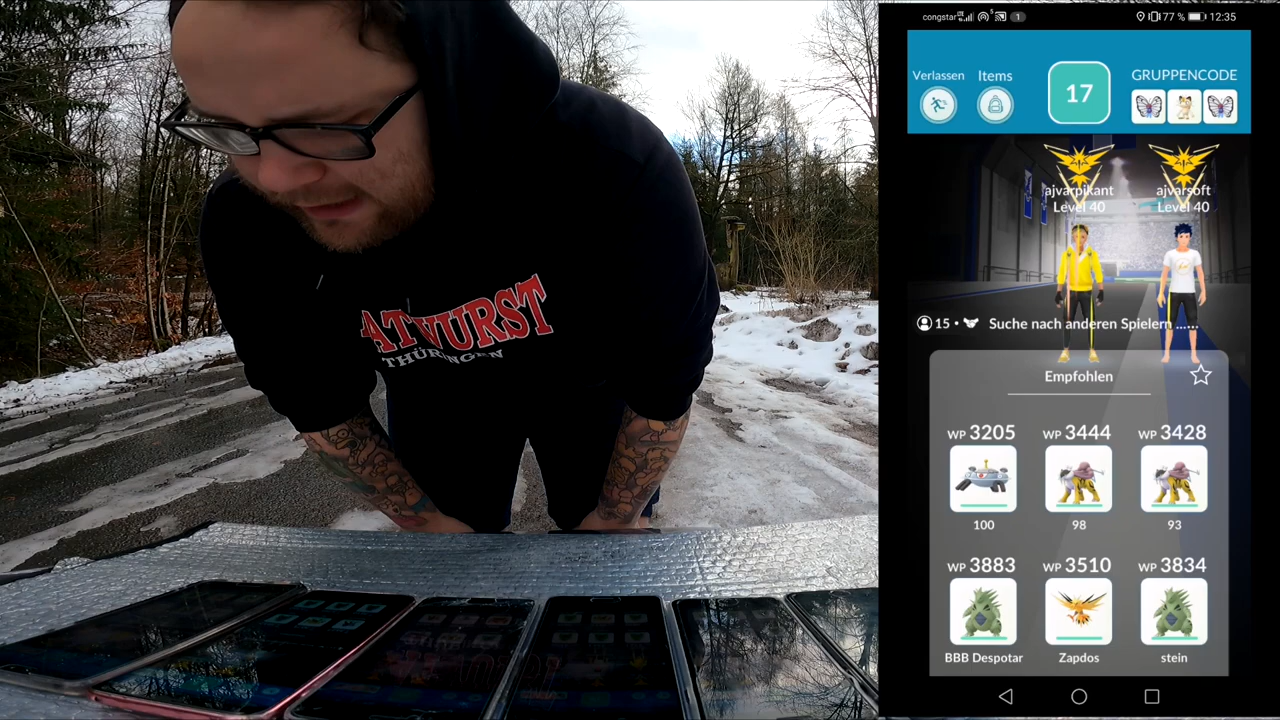 ATWURST
THÜRINGEN
congstar 1 77 % 12:35
Verlassen
Items
17
GRUPPENCODE
ajvarpikant
Level 40
ajvarsoft
Level 40
15 • Suche nach anderen Spielern ......
Empfohlen
WP 3205
WP 3444
WP 3428
100
98
93
WP 3883
WP 3510
WP 3834
BBB Despotar
Zapdos
stein